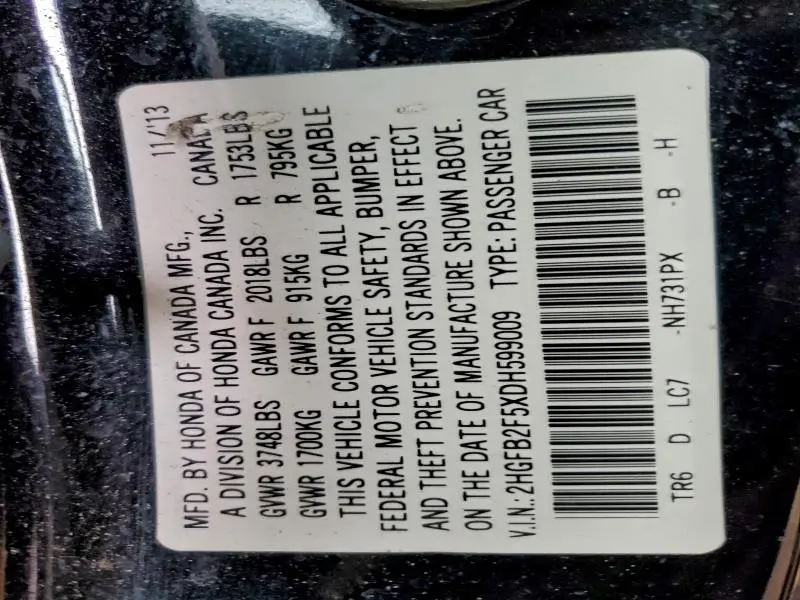 MFD. BY HONDA OF CANADA MFG., 11/'13
A DIVISION OF HONDA CANADA INC. CANADA
GVWR 3748LBS GAWR F 2018LBS R 1753LBS
GVWR 1700KG GAWR F 915KG R 795KG
THIS VEHICLE CONFORMS TO ALL APPLICABLE
FEDERAL MOTOR VEHICLE SAFETY, BUMPER,
AND THEFT PREVENTION STANDARDS IN EFFECT
ON THE DATE OF MANUFACTURE SHOWN ABOVE.
V.I.N.:2HGFB2F5XDH599009 TYPE:PASSENGER CAR
TR6 D LC7 -NH731PX -B -H